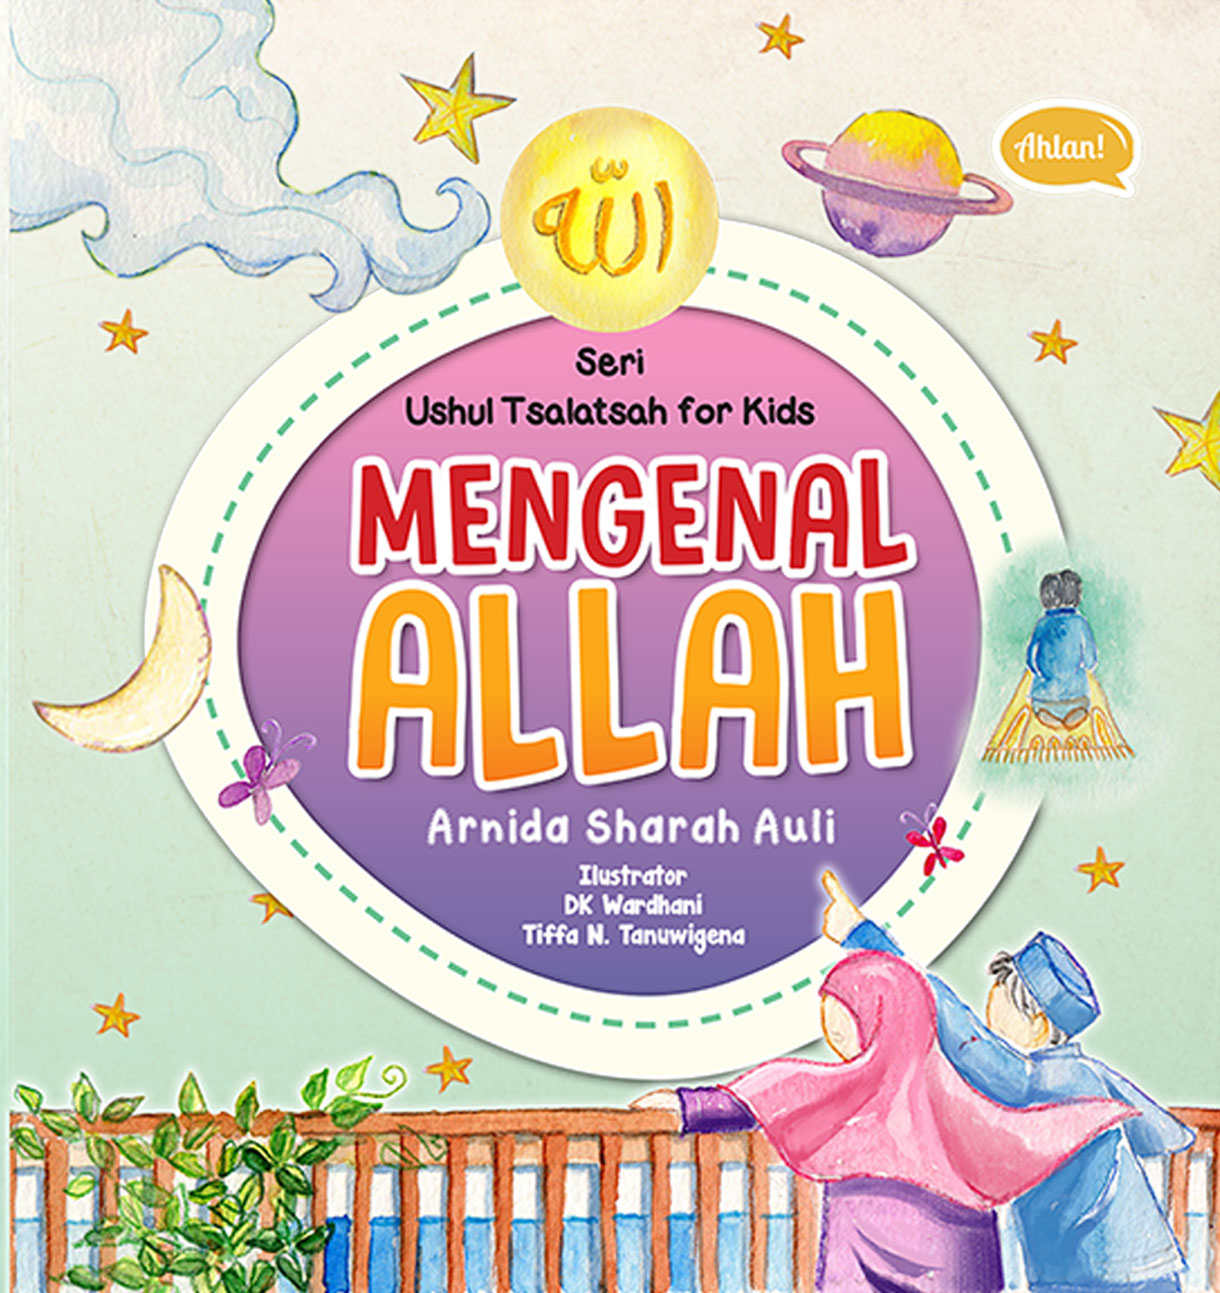 Ahlan!
الله
Seri
Ushul Tsalatsah for Kids
MENGENAL
ALLAH
Arnida Sharah Auli
Ilustrator
DK Wardhani
Tiffa N. Tanuwigena